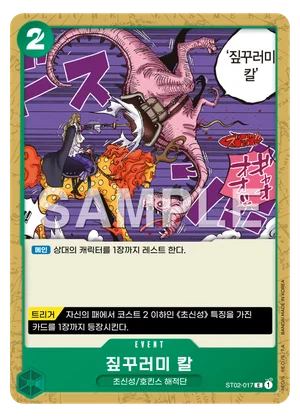 2
'짚꾸러미
칼'
SAMPLE
메인 상대의 캐릭터를 1장까지 레스트 한다.
트리거 자신의 패에서 코스트 2 이하인 《초신성》 특징을 가진
카드를 1장까지 등장시킨다.
EVENT
짚꾸러미 칼
초신성/호킨스 해적단
ST02-017 R 1